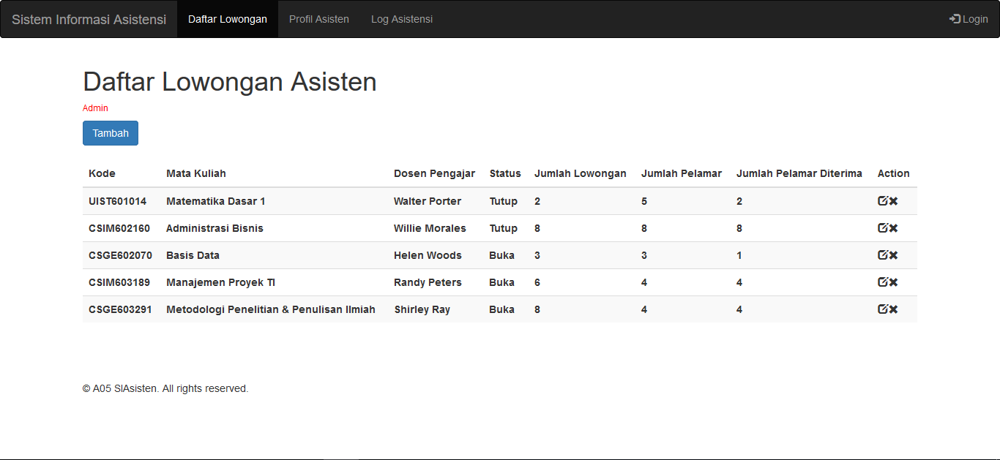 Sistem Informasi Asistensi Daftar Lowongan Profil Asisten Log Asistensi Login
Daftar Lowongan Asisten
Admin
Tambah
Kode Mata Kuliah Dosen Pengajar Status Jumlah Lowongan Jumlah Pelamar Jumlah Pelamar Diterima Action
UIST601014 Matematika Dasar 1 Walter Porter Tutup 2 5 2
CSIM602160 Administrasi Bisnis Willie Morales Tutup 8 8 8
CSGE602070 Basis Data Helen Woods Buka 3 3 1
CSIM603189 Manajemen Proyek TI Randy Peters Buka 6 4 4
CSGE603291 Metodologi Penelitian & Penulisan Ilmiah Shirley Ray Buka 8 4 4
© A05 SIAsisten. All rights reserved.